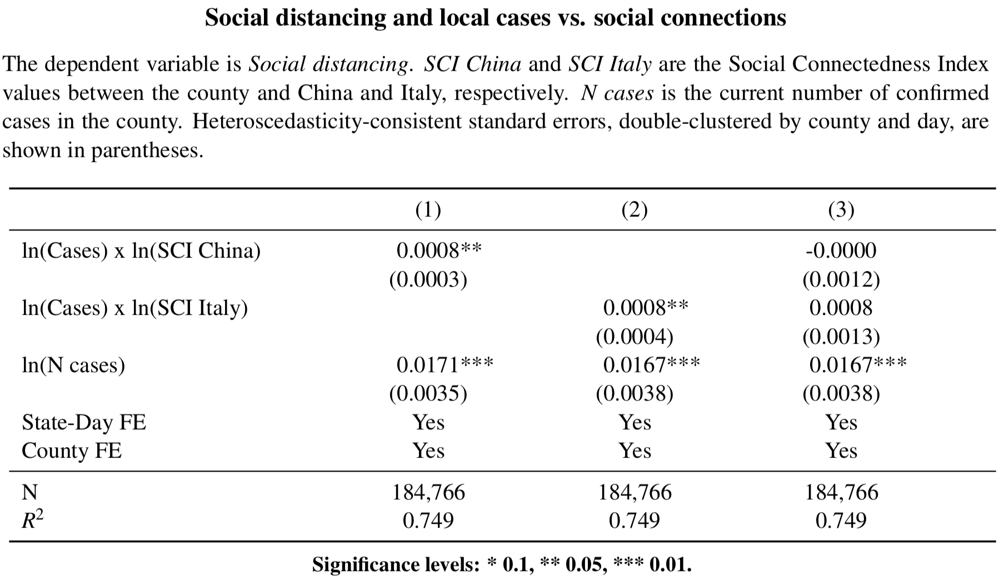 Social distancing and local cases vs. social connections
The dependent variable is Social distancing. SCI China and SCI Italy are the Social Connectedness Index
values between the county and China and Italy, respectively. N cases is the current number of confirmed
cases in the county. Heteroscedasticity-consistent standard errors, double-clustered by county and day, are
shown in parentheses.
(1) (2) (3)
ln(Cases) x ln(SCI China) 0.0008** -0.0000
(0.0003) (0.0012)
ln(Cases) x ln(SCI Italy) 0.0008** 0.0008
(0.0004) (0.0013)
ln(N cases) 0.0171*** 0.0167*** 0.0167***
(0.0035) (0.0038) (0.0038)
State-Day FE Yes Yes Yes
County FE Yes Yes Yes
N 184,766 184,766 184,766
R² 0.749 0.749 0.749
Significance levels: * 0.1, ** 0.05, *** 0.01.